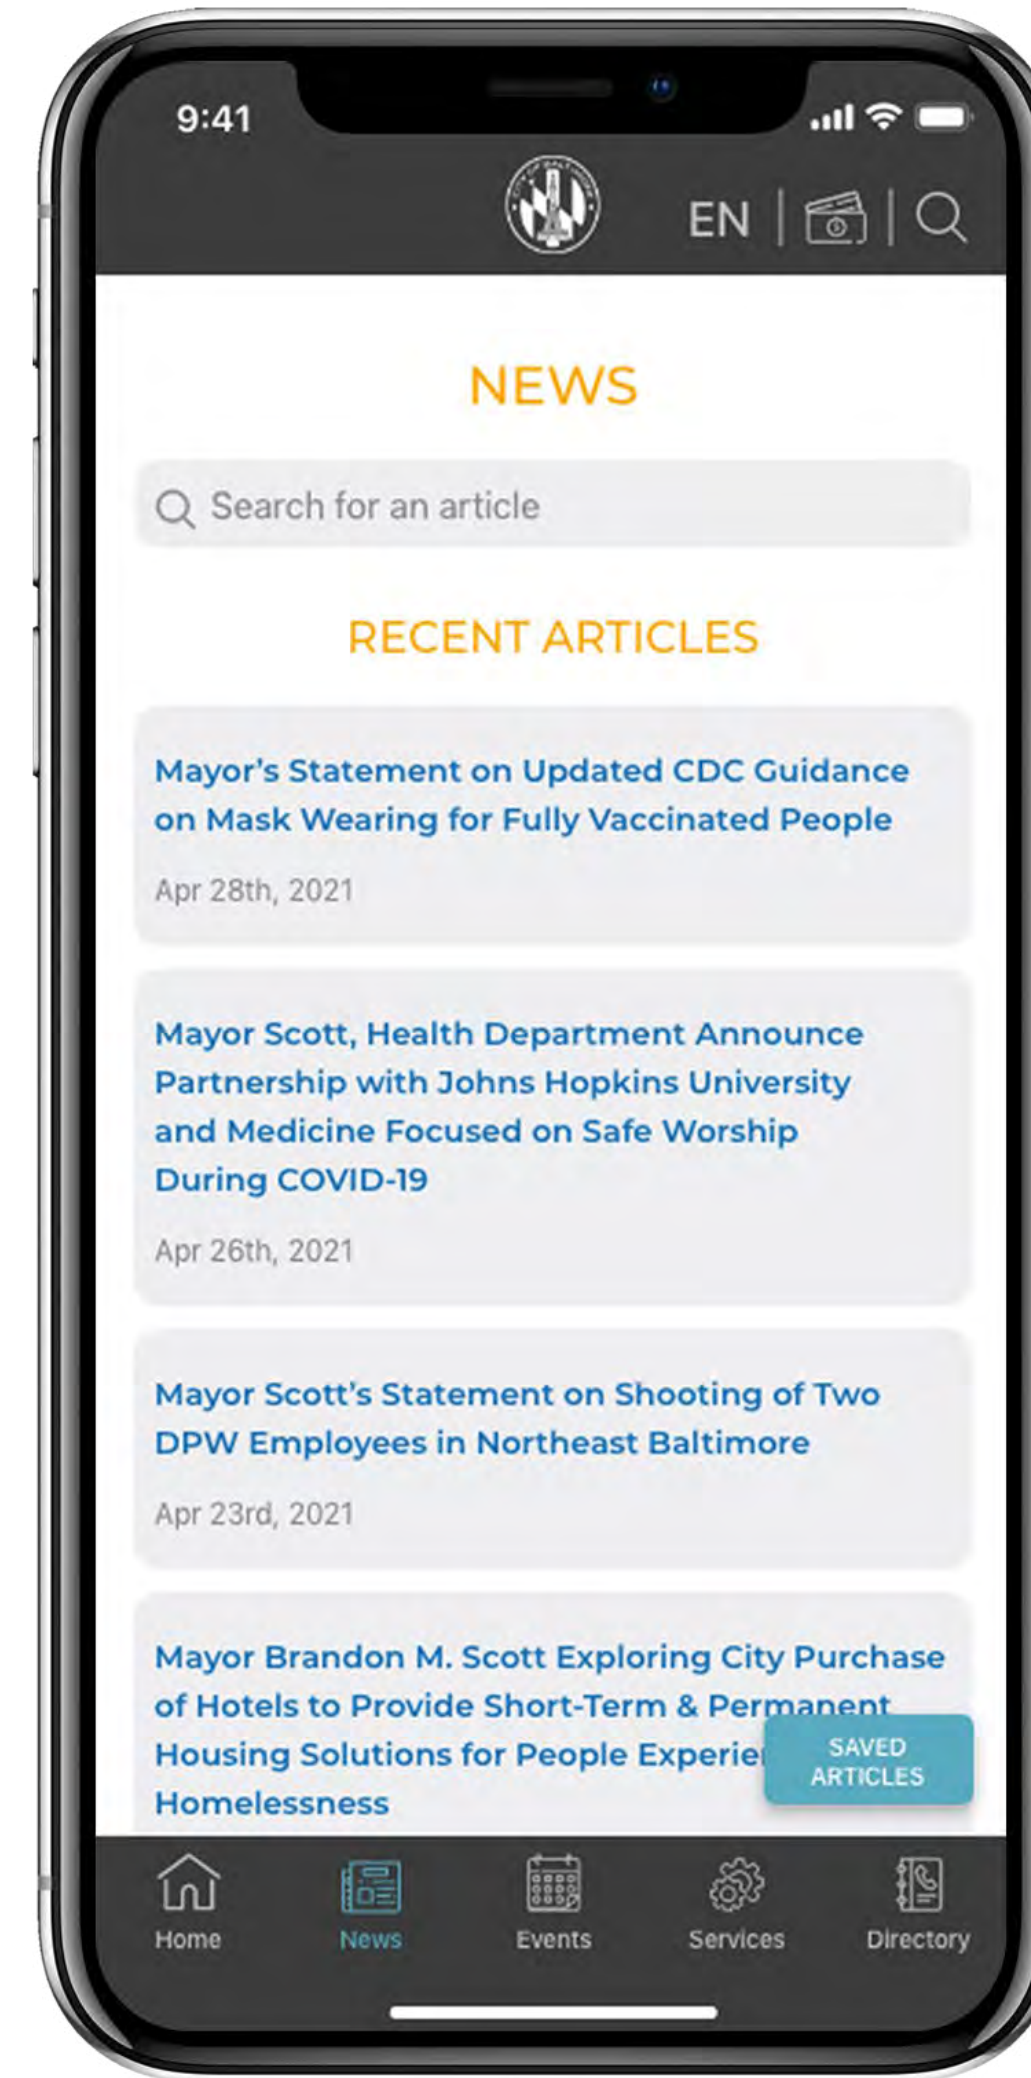 9:41
EN
NEWS
Search for an article
RECENT ARTICLES
Mayor's Statement on Updated CDC Guidance
on Mask Wearing for Fully Vaccinated People
Apr 28th, 2021
Mayor Scott, Health Department Announce
Partnership with Johns Hopkins University
and Medicine Focused on Safe Worship
During COVID-19
Apr 26th, 2021
Mayor Scott's Statement on Shooting of Two
DPW Employees in Northeast Baltimore
Apr 23rd, 2021
Mayor Brandon M. Scott Exploring City Purchase
of Hotels to Provide Short-Term & Permanent
Housing Solutions for People
Homelessness
SAVED
ARTICLES
Home
News
Events
Services
Directory